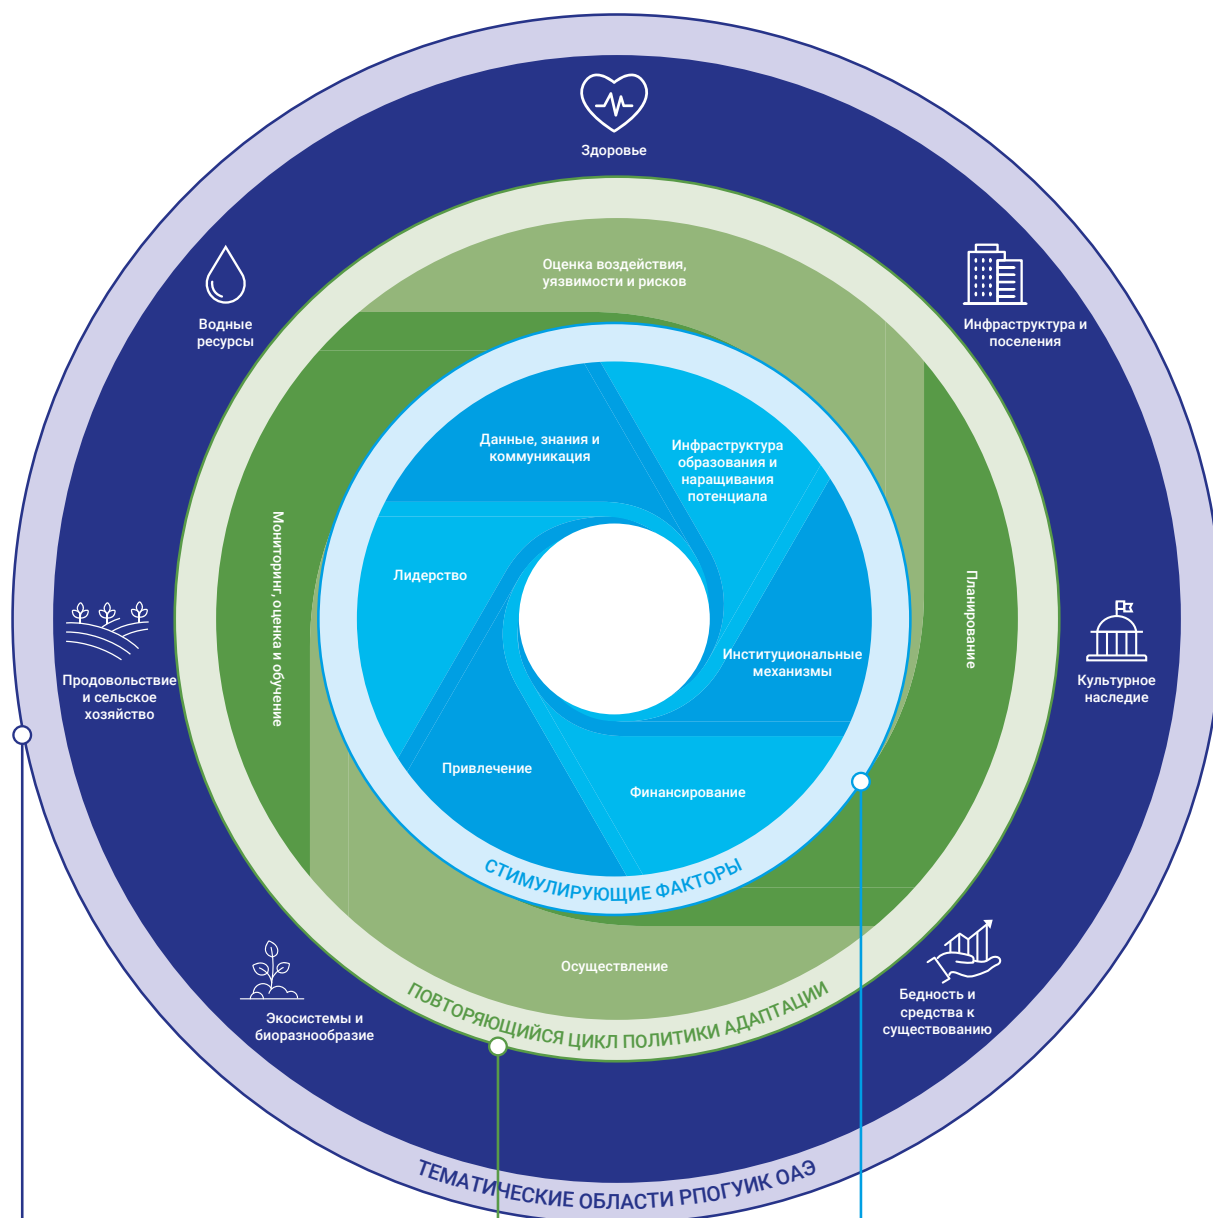 Здоровье
Водные
ресурсы
Инфраструктура и
поселения
Оценка воздействия,
уязвимости и рисков
Данные, знания и
коммуникация
Инфраструктура
образования и
наращивания
потенциала
Мониторинг, оценка и обучение
Лидерство
Планирование
Институциональные
механизмы
Продовольствие
и сельское
хозяйство
Культурное
наследие
Привлечение
Финансирование
СТИМУЛИРУЮЩИЕ ФАКТОРЫ
Осуществление
ПОВТОРЯЮЩИЙСЯ ЦИКЛ ПОЛИТИКИ АДАПТАЦИИ
Экосистемы и
биоразнообразие
Бедность и
средства к
существованию
ТЕМАТИЧЕСКИЕ ОБЛАСТИ РПОГУИК ОАЭ